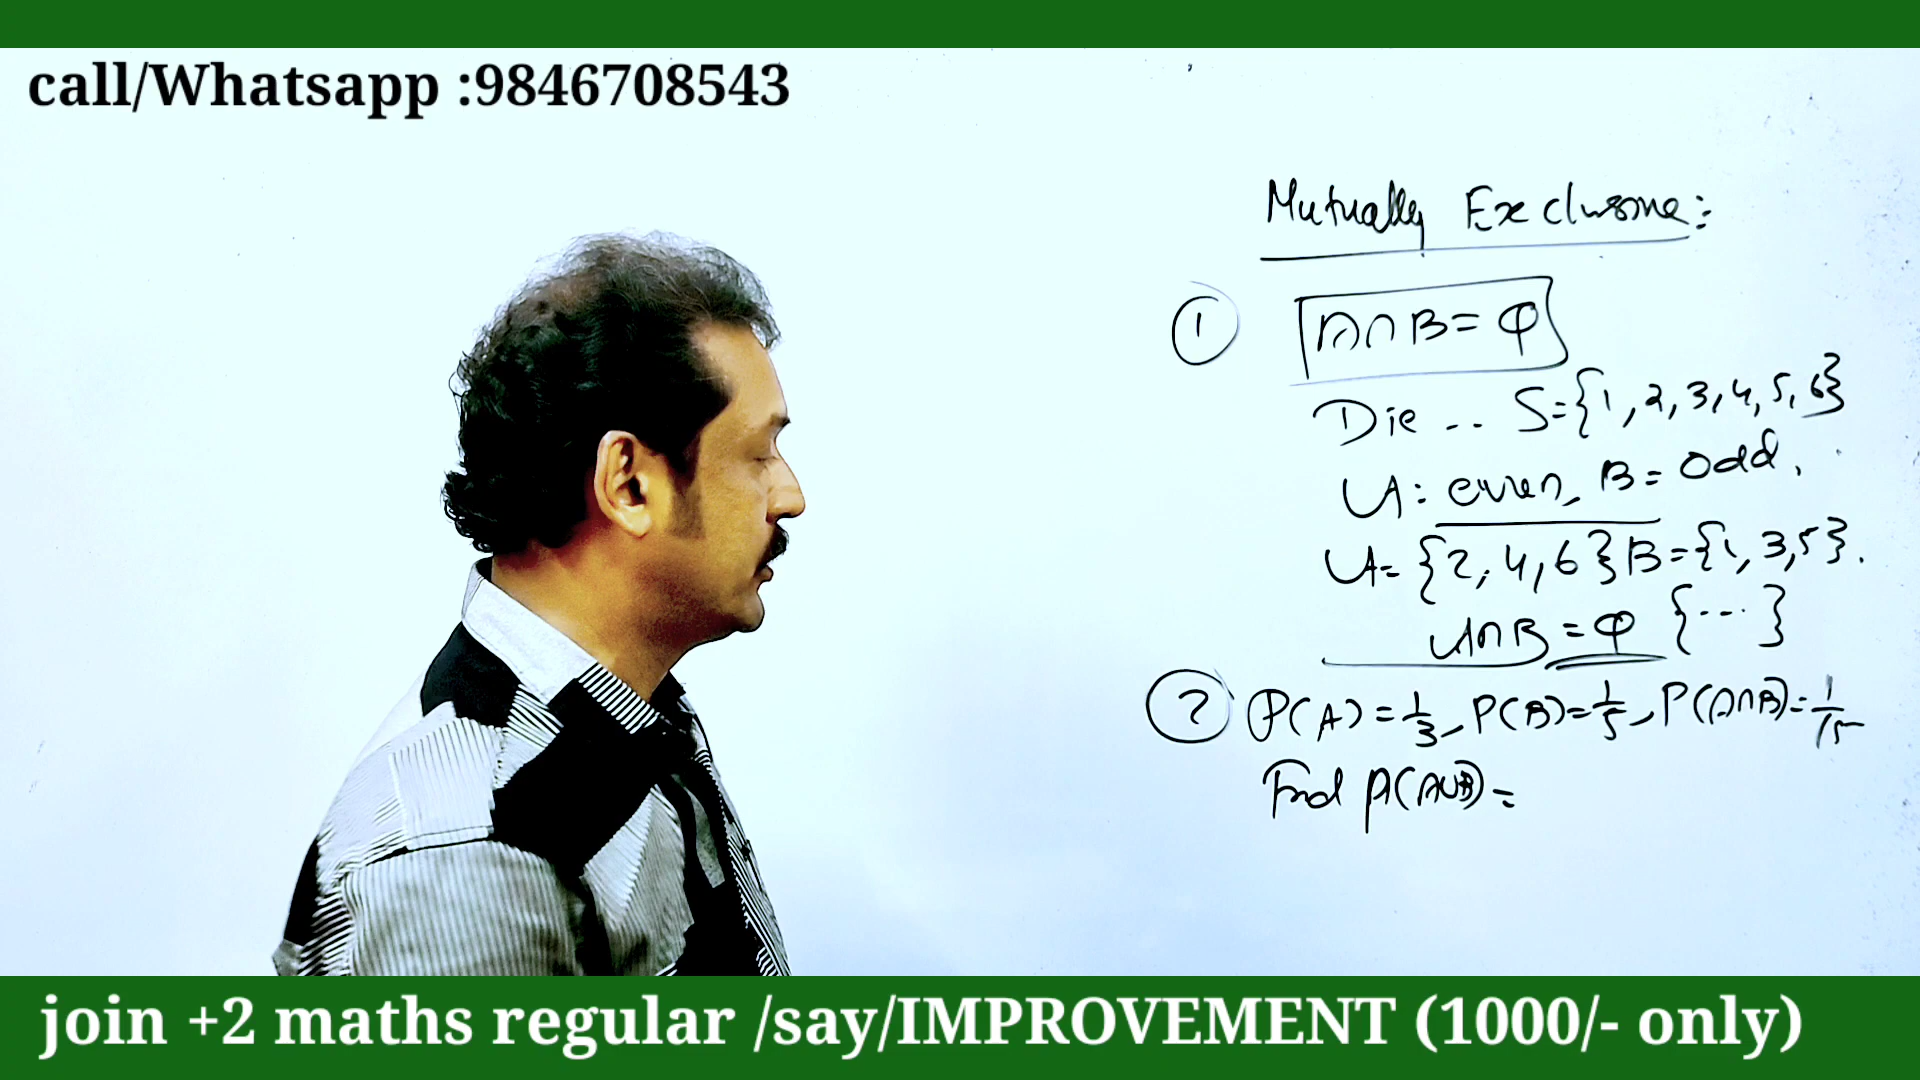 call/Whatsapp :9846708543
Mutually Exclusive:
① A∩B=φ
Die .. S={1,2,3,4,5,6}
A: even, B= odd.
A={2,4,6} B={1,3,5}.
A∩B=φ {---}
② P(A)=1/3, P(B)=1/5, P(A∩B)=1/15
Find P(A∪B)=
join +2 maths regular /say/IMPROVEMENT (1000/- only)